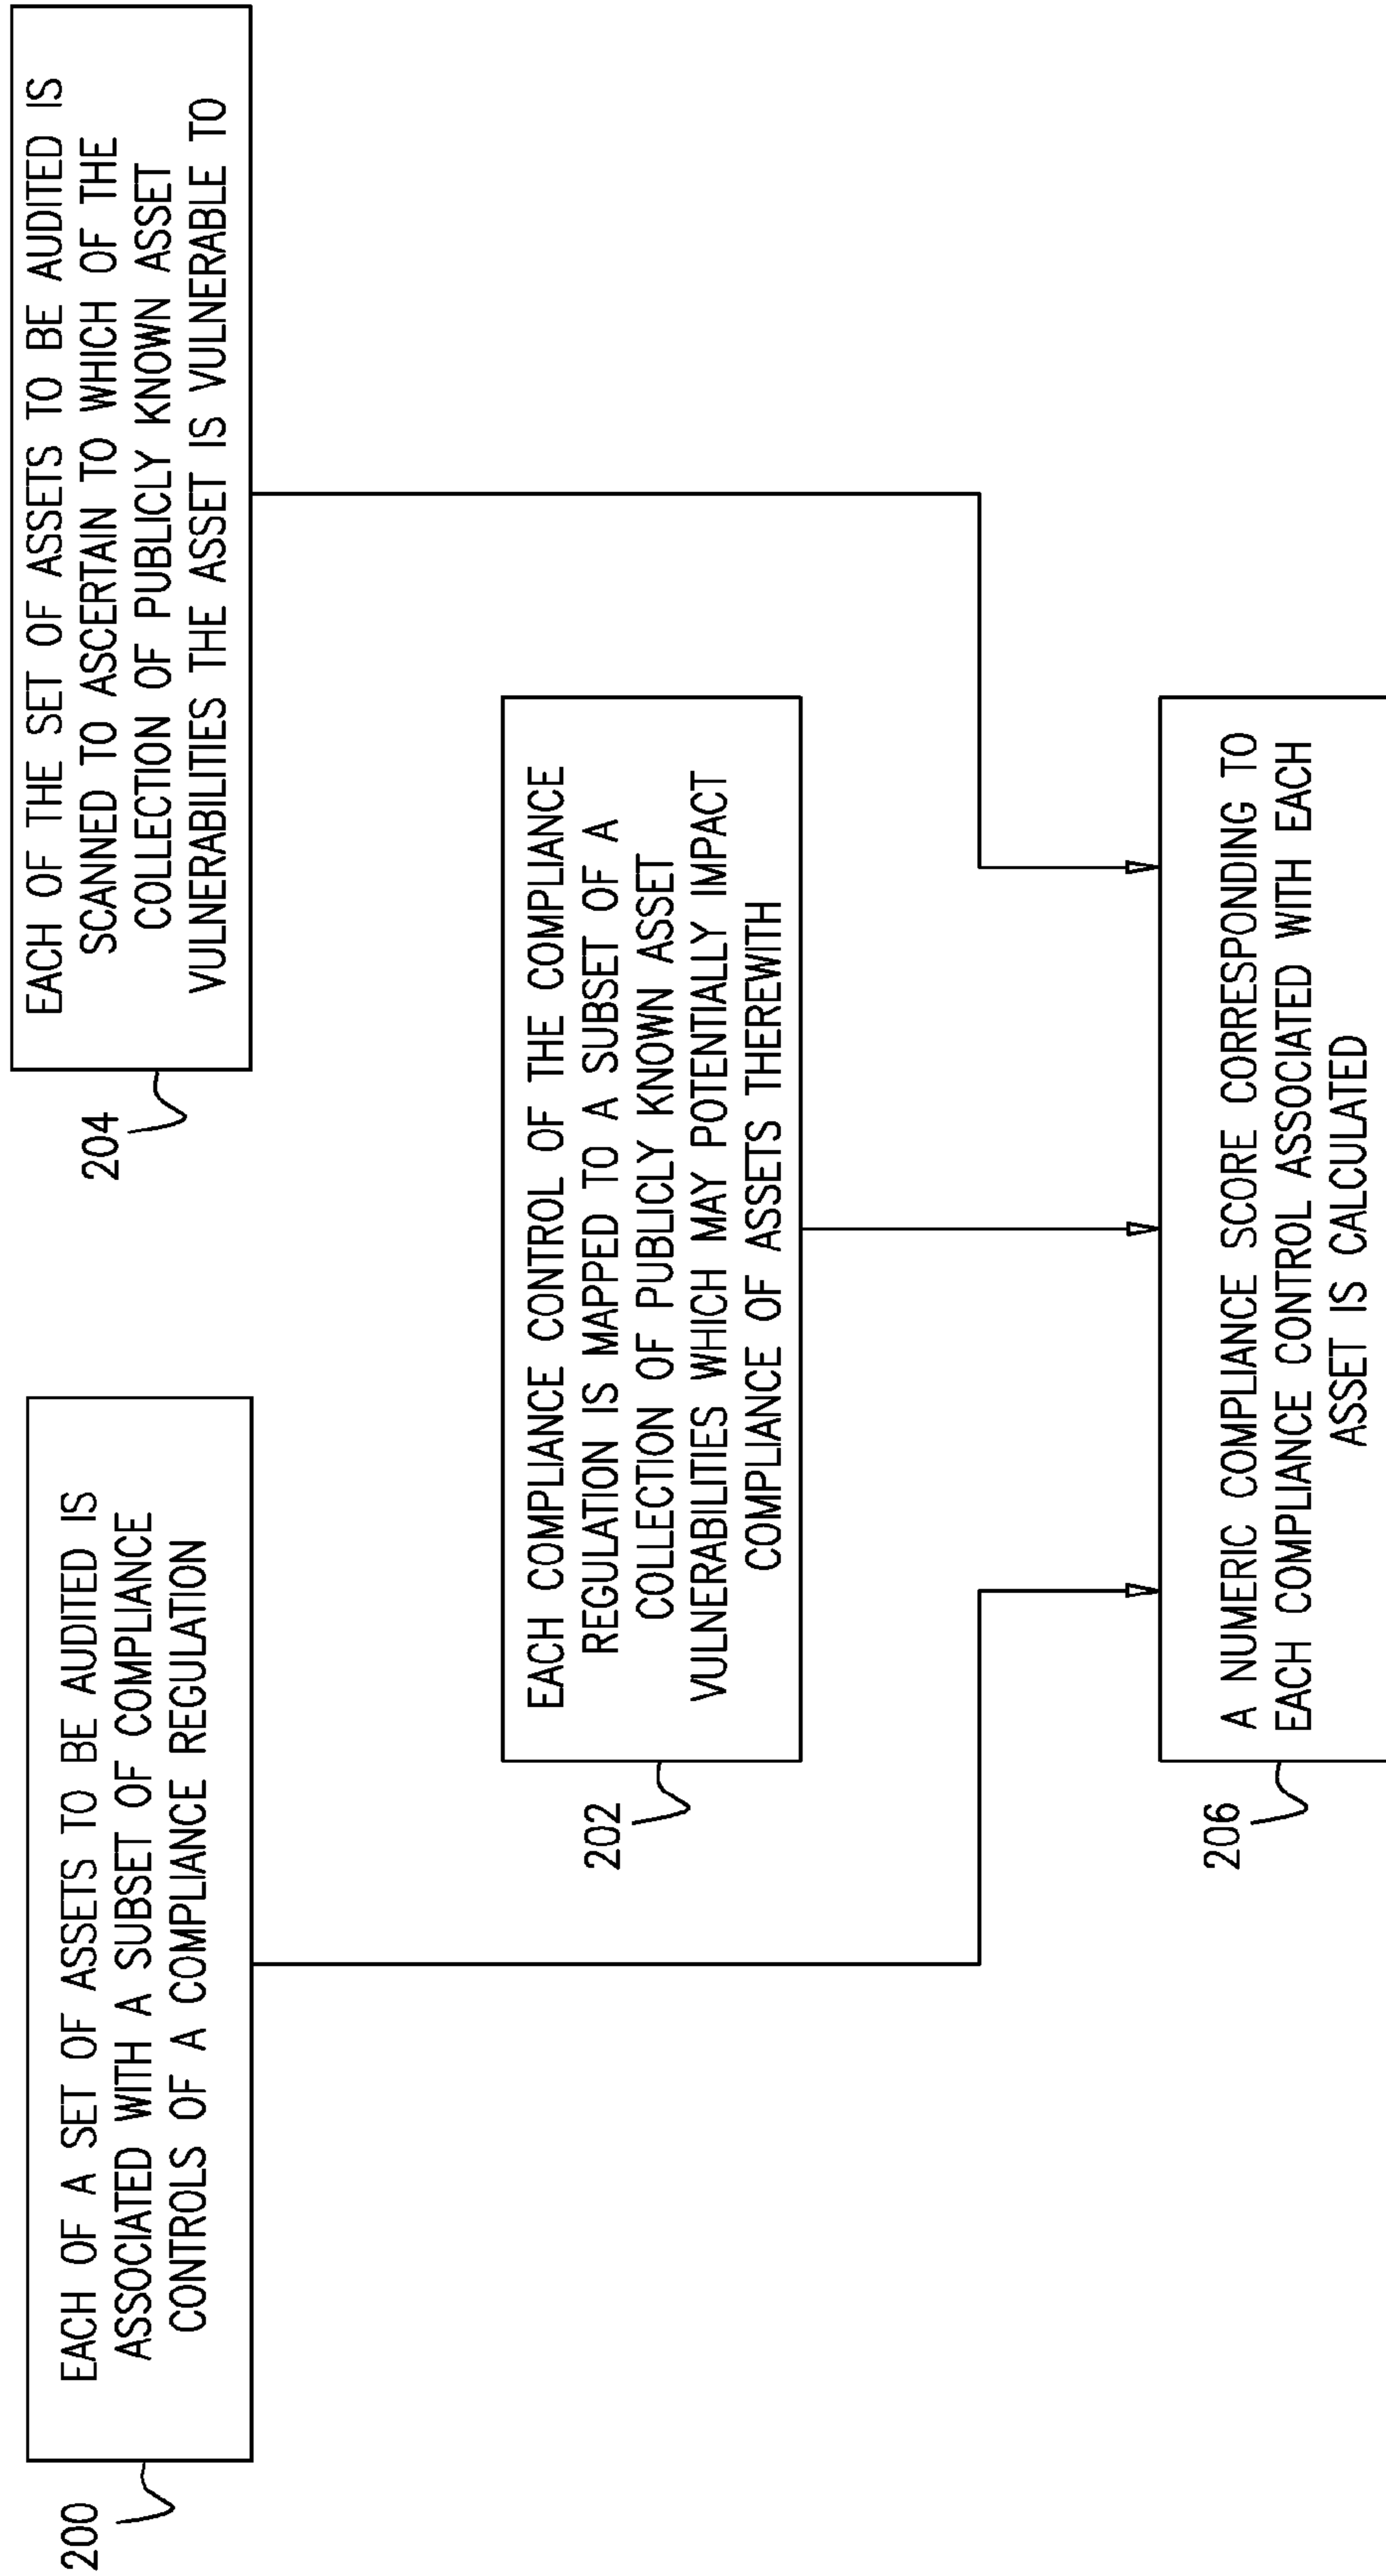 200
EACH OF A SET OF ASSETS TO BE AUDITED IS
ASSOCIATED WITH A SUBSET OF COMPLIANCE
CONTROLS OF A COMPLIANCE REGULATION
204
EACH OF THE SET OF ASSETS TO BE AUDITED IS
SCANNED TO ASCERTAIN TO WHICH OF THE
COLLECTION OF PUBLICLY KNOWN ASSET
VULNERABILITIES THE ASSET IS VULNERABLE TO
202
EACH COMPLIANCE CONTROL OF THE COMPLIANCE
REGULATION IS MAPPED TO A SUBSET OF A
COLLECTION OF PUBLICLY KNOWN ASSET
VULNERABILITIES WHICH MAY POTENTIALLY IMPACT
COMPLIANCE OF ASSETS THEREWITH
206
A NUMERIC COMPLIANCE SCORE CORRESPONDING TO
EACH COMPLIANCE CONTROL ASSOCIATED WITH EACH
ASSET IS CALCULATED